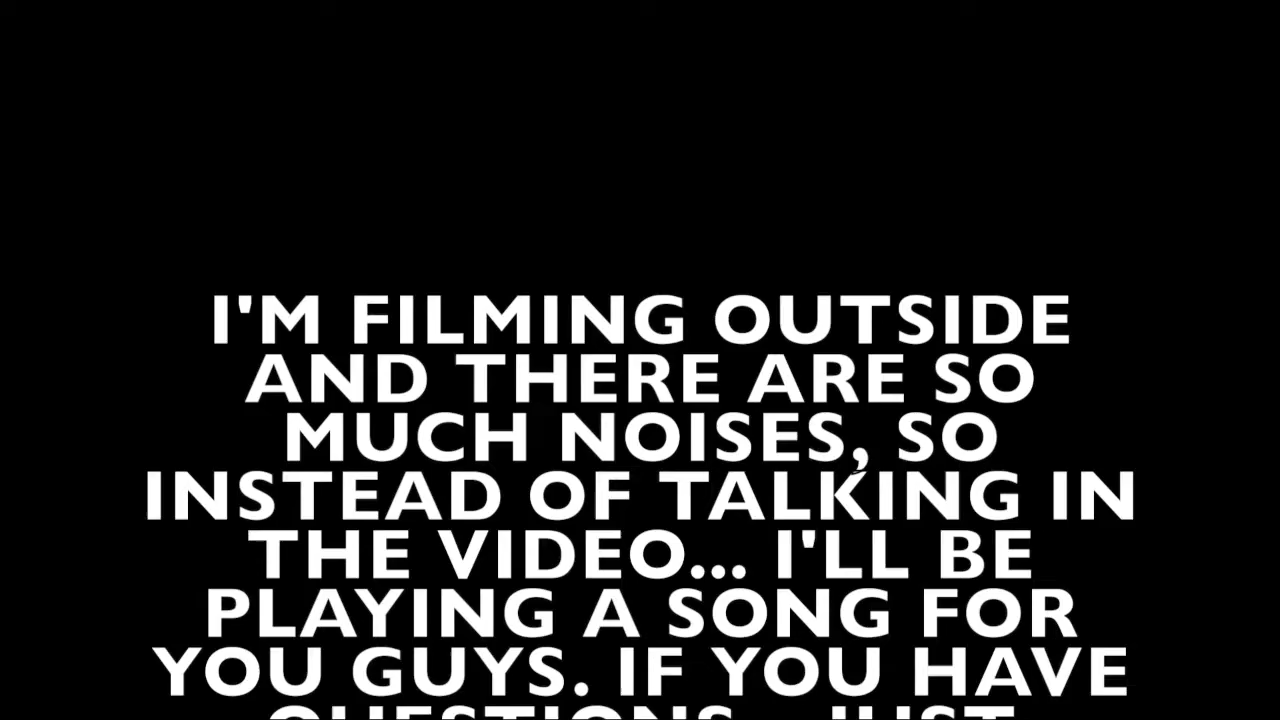 I'M FILMING OUTSIDE
AND THERE ARE SO
MUCH NOISES, SO
INSTEAD OF TALKING IN
THE VIDEO... I'LL BE
PLAYING A SONG FOR
YOU GUYS. IF YOU HAVE
QUESTIONS... JUST